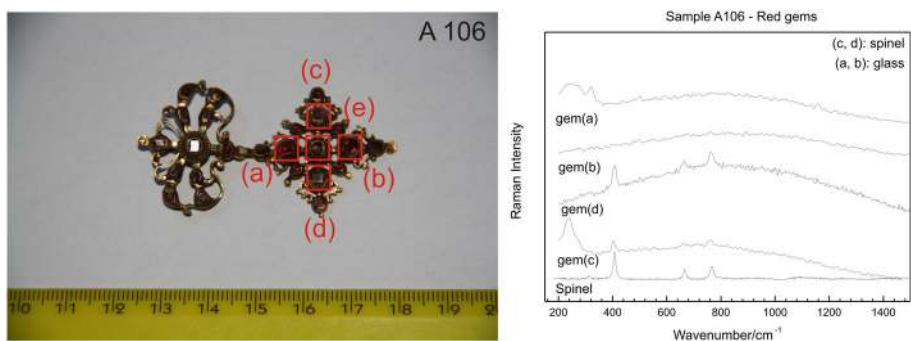 A 106
(c)
(e)
(a)
(b)
(d)
10 11 12 13 14 15 16 17 18 19 20
Sample A106 - Red gems
(c, d): spinel
(a, b): glass
gem(a)
gem(b)
gem(d)
gem(c)
Spinel
Raman Intensity
200 400 600 800 1000 1200 1400
Wavenumber/cm-1